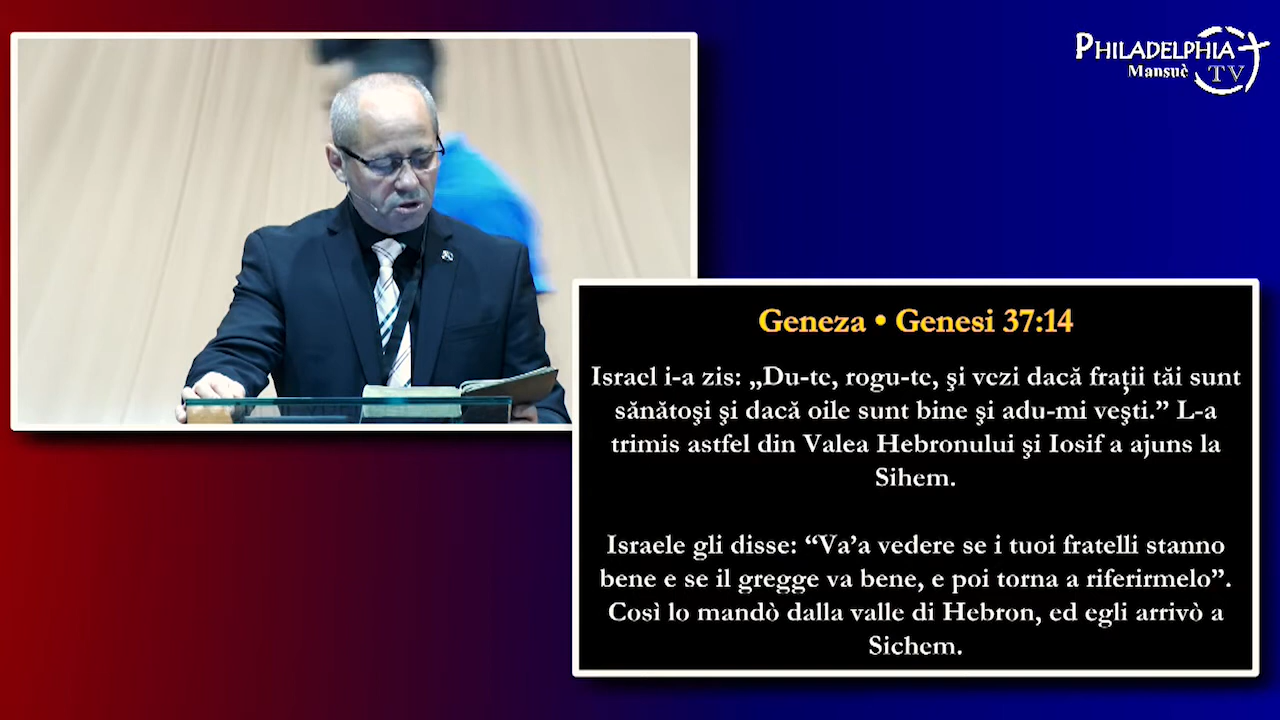 PHILADELPHIA
Mansuè TV
Geneza • Genesi 37:14
Israel i-a zis: „Du-te, rogu-te, şi vezi dacă fraţii tăi sunt
sănătoşi şi dacă oile sunt bine şi adu-mi veşti.” L-a
trimis astfel din Valea Hebronului şi Iosif a ajuns la
Sihem.
Israele gli disse: “Va’a vedere se i tuoi fratelli stanno
bene e se il gregge va bene, e poi torna a riferirmelo”.
Così lo mandò dalla valle di Hebron, ed egli arrivò a
Sichem.